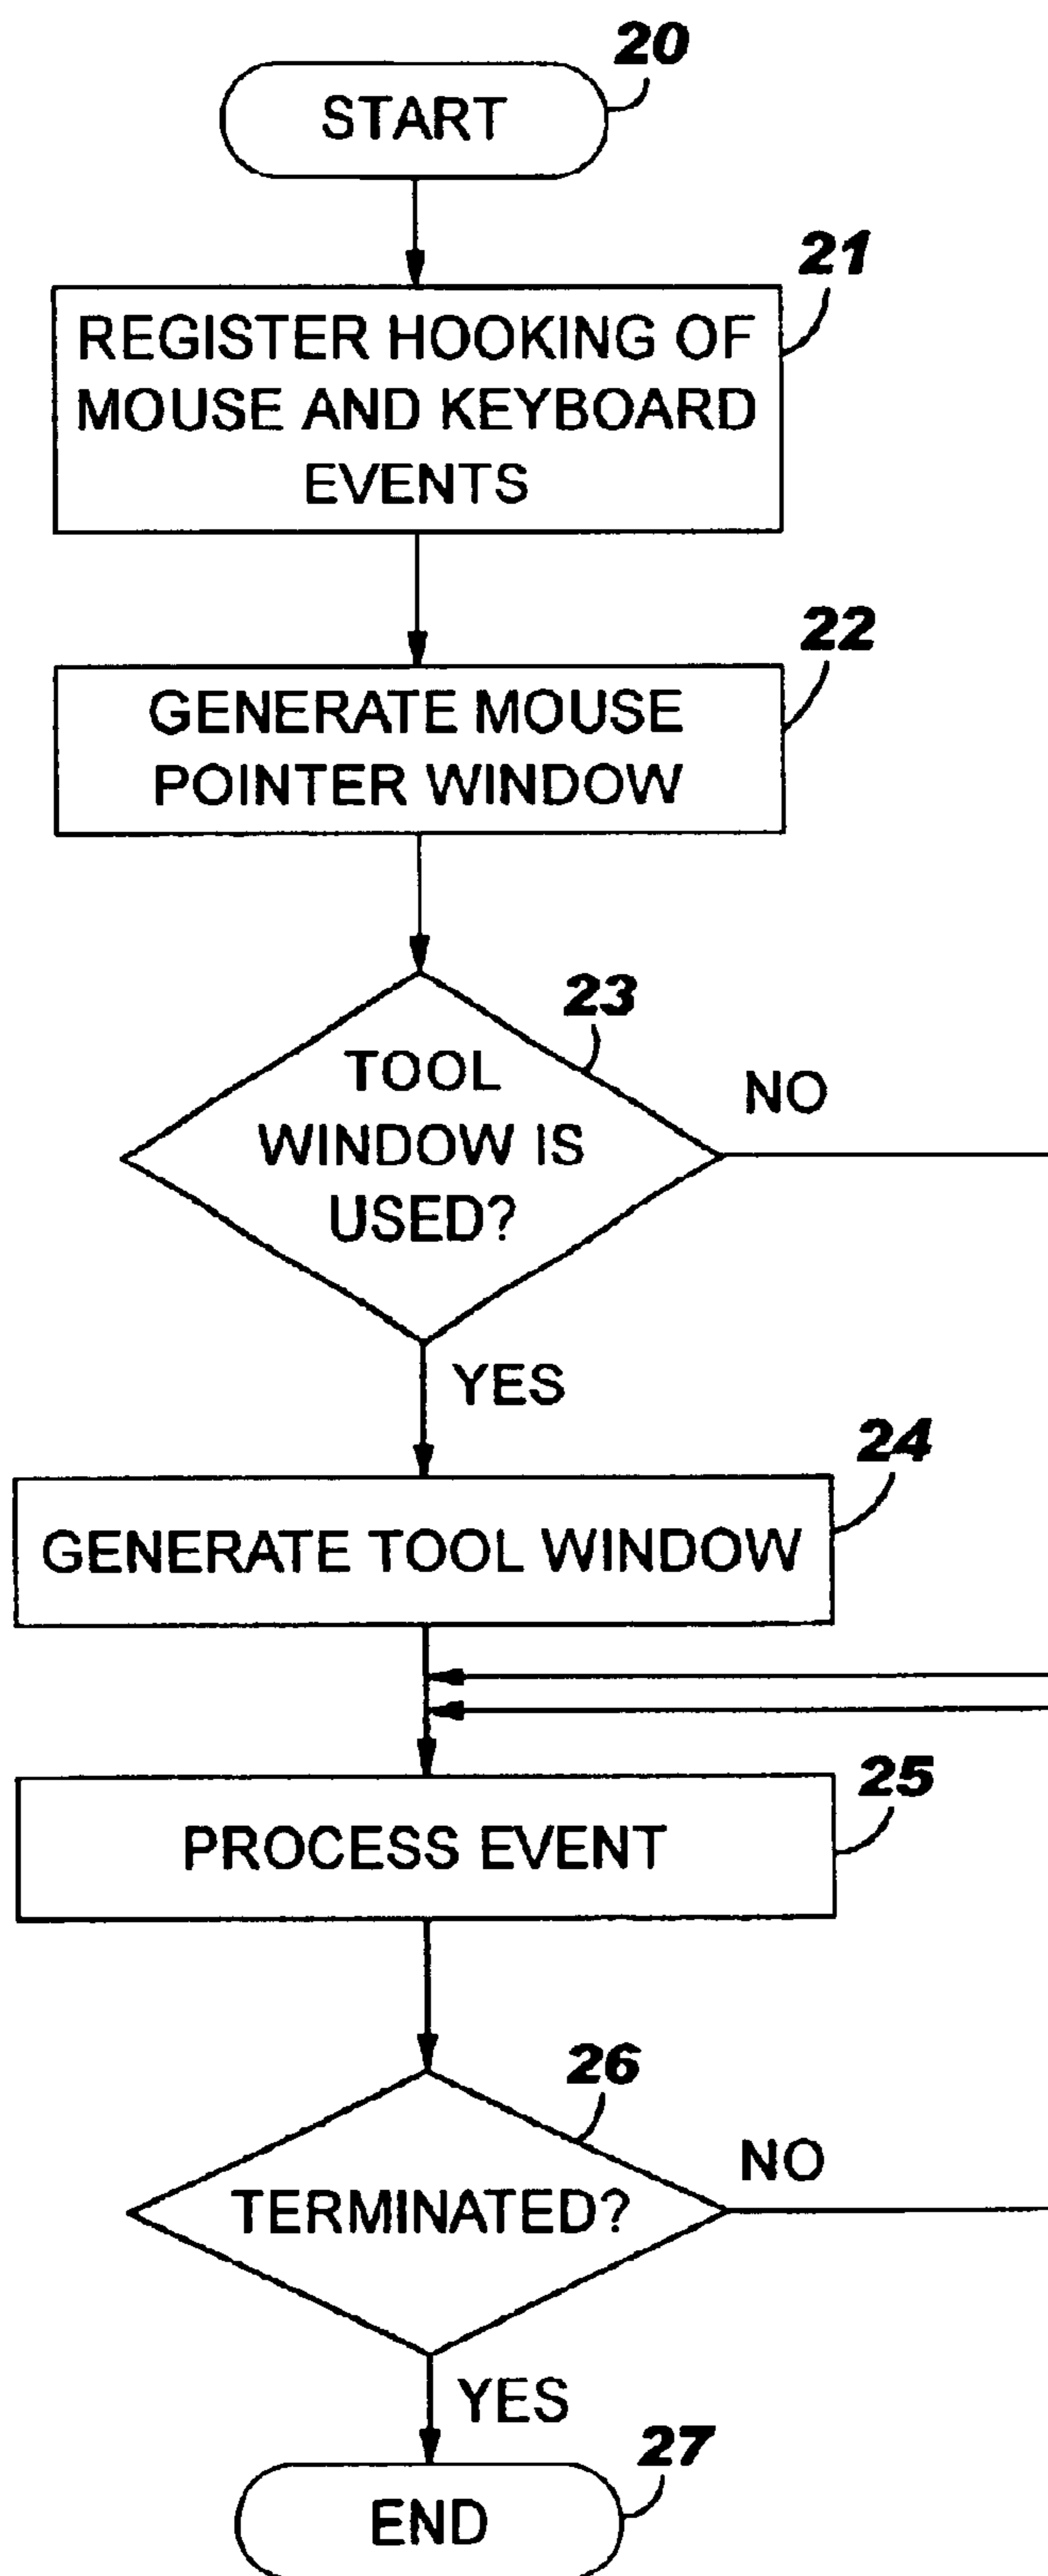 20
START
21
REGISTER HOOKING OF
MOUSE AND KEYBOARD
EVENTS
22
GENERATE MOUSE
POINTER WINDOW
23
TOOL
WINDOW IS
USED?
NO
YES
24
GENERATE TOOL WINDOW
25
PROCESS EVENT
26
TERMINATED?
NO
YES
27
END